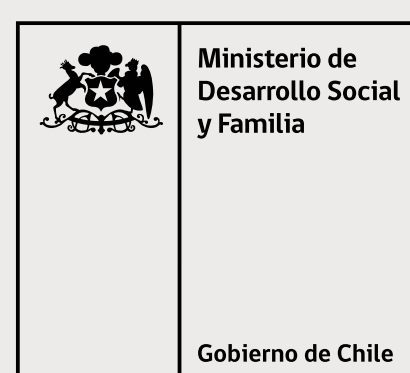 Ministerio de
Desarrollo Social
y Familia
Gobierno de Chile